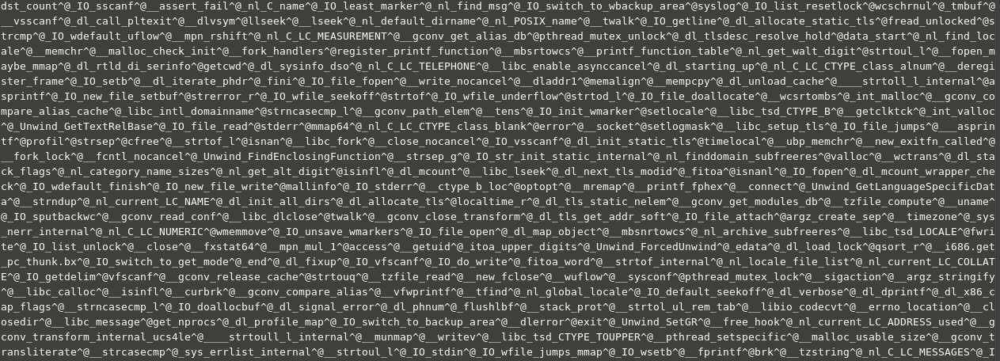 dst_count^@_IO_sscanf^@__assert_fail^@_nl_C_name^@_IO_least_marker^@_nl_find_msg^@_IO_switch_to_wbackup_area^@syslog^@_IO_list_resetlock^@wcschrnul^@_tmbuf^@
__vsscanf^@_dl_call_pltexit^@__dlvsym^@llseek^@__lseek^@_nl_default_dirname^@_nl_POSIX_name^@__twalk^@_IO_getline^@_dl_allocate_static_tls^@fread_unlocked^@s
trcmp^@_IO_wdefault_uflow^@__mpn_rshift^@_nl_C_LC_MEASUREMENT^@__gconv_get_alias_db^@pthread_mutex_unlock^@_dl_tlsdesc_resolve_hold^@data_start^@_nl_find_loc
ale^@__memchr^@__malloc_check_init^@__fork_handlers^@register_printf_function^@__mbsrtowcs^@__printf_function_table^@_nl_get_walt_digit^@strtoul_l^@__fopen_m
aybe_mmap^@_dl_rtld_di_serinfo^@getcwd^@_dl_sysinfo_dso^@_nl_C_LC_TELEPHONE^@__libc_enable_asynccancel^@_dl_starting_up^@_nl_C_LC_CTYPE_class_alnum^@__deregi
ster_frame^@_IO_setb^@__dl_iterate_phdr^@_fini^@_IO_file_fopen^@__write_nocancel^@__dladdr1^@memalign^@__mempcpy^@_dl_unload_cache^@____strtoll_l_internal^@a
sprintf^@_IO_new_file_setbuf^@strerror_r^@_IO_wfile_seekoff^@strtof^@_IO_wfile_underflow^@strtod_l^@_IO_file_doallocate^@__wcsrtombs^@_int_malloc^@__gconv_co
mpare_alias_cache^@_libc_intl_domainname^@strncasecmp_l^@__gconv_path_elem^@__tens^@_IO_init_wmarker^@setlocale^@__libc_tsd_CTYPE_B^@__getclktck^@_int_valloc
^@_Unwind_GetTextRelBase^@_IO_file_read^@stderr^@mmap64^@_nl_C_LC_CTYPE_class_blank^@error^@__socket^@setlogmask^@__libc_setup_tls^@_IO_file_jumps^@___asprin
tf^@profil^@strsep^@cfree^@__strtof_l^@isnan^@__libc_fork^@__close_nocancel^@_IO_vsscanf^@_dl_init_static_tls^@timelocal^@__ubp_memchr^@__new_exitfn_called^@
__fork_lock^@__fcntl_nocancel^@_Unwind_FindEnclosingFunction^@__strsep_g^@_IO_str_init_static_internal^@_nl_finddomain_subfreeres^@valloc^@__wctrans^@_dl_sta
ck_flags^@_nl_category_name_sizes^@_nl_get_alt_digit^@isinfl^@_dl_mcount^@__libc_lseek^@_dl_next_tls_modid^@_fitoa^@isnanl^@_IO_fopen^@_dl_mcount_wrapper_che
ck^@_IO_wdefault_finish^@_IO_new_file_write^@mallinfo^@_IO_stderr^@__ctype_b_loc^@optopt^@__mremap^@__printf_fphex^@__connect^@_Unwind_GetLanguageSpecificDat
a^@__strndup^@_nl_current_LC_NAME^@_dl_init_all_dirs^@_dl_allocate_tls^@localtime_r^@_dl_tls_static_nelem^@__gconv_get_modules_db^@__tzfile_compute^@__uname^
@_IO_sputbackwc^@__gconv_read_conf^@__libc_dlclose^@twalk^@__gconv_close_transform^@_dl_tls_get_addr_soft^@_IO_file_attach^@argz_create_sep^@__timezone^@_sys
_nerr_internal^@_nl_C_LC_NUMERIC^@wmemmove^@_IO_unsave_wmarkers^@_IO_file_open^@_dl_map_object^@__mbsnrtowcs^@_nl_archive_subfreeres^@__libc_tsd_LOCALE^@fwri
te^@_IO_list_unlock^@__close^@__fxstat64^@__mpn_mul_1^@access^@__getuid^@_itoa_upper_digits^@_Unwind_ForcedUnwind^@_edata^@_dl_load_lock^@qsort_r^@__i686.get
_pc_thunk.bx^@_IO_switch_to_get_mode^@_end^@_dl_fixup^@_IO_vfscanf^@_IO_do_write^@_fitoa_word^@__strtof_internal^@_nl_locale_file_list^@_nl_current_LC_COLLAT
E^@_IO_getdelim^@vfscanf^@__gconv_release_cache^@strtouq^@__tzfile_read^@__new_fclose^@__wuflow^@__sysconf^@pthread_mutex_lock^@__sigaction^@__argz_stringify
^@__libc_calloc^@__isinfl^@__curbrk^@__gconv_compare_alias^@__vfwprintf^@__tfind^@_nl_global_locale^@_IO_default_seekoff^@_dl_verbose^@_dl_dprintf^@_dl_x86_c
ap_flags^@__strncasecmp_l^@_IO_doallocbuf^@_dl_signal_error^@_dl_phnum^@_flushlbf^@__stack_prot^@__strtol_ul_rem_tab^@__libio_codecvt^@__errno_location^@__cl
osedir^@__libc_message^@get_nprocs^@_dl_profile_map^@_IO_switch_to_backup_area^@__dlerror^@exit^@_Unwind_SetGR^@__free_hook^@_nl_current_LC_ADDRESS_used^@__g
conv_transform_internal_ucs4le^@____strtoull_l_internal^@__munmap^@__writev^@__libc_tsd_CTYPE_TOUPPER^@__pthread_setspecific^@__malloc_usable_size^@__gconv_t
ransliterate^@__strcasecmp^@_sys_errlist_internal^@__strtoul_l^@_IO_stdin^@_IO_wfile_jumps_mmap^@_IO_wsetb^@__fprintf^@brk^@__tzstring^@_nl_C_LC_MESSAGES^@_I